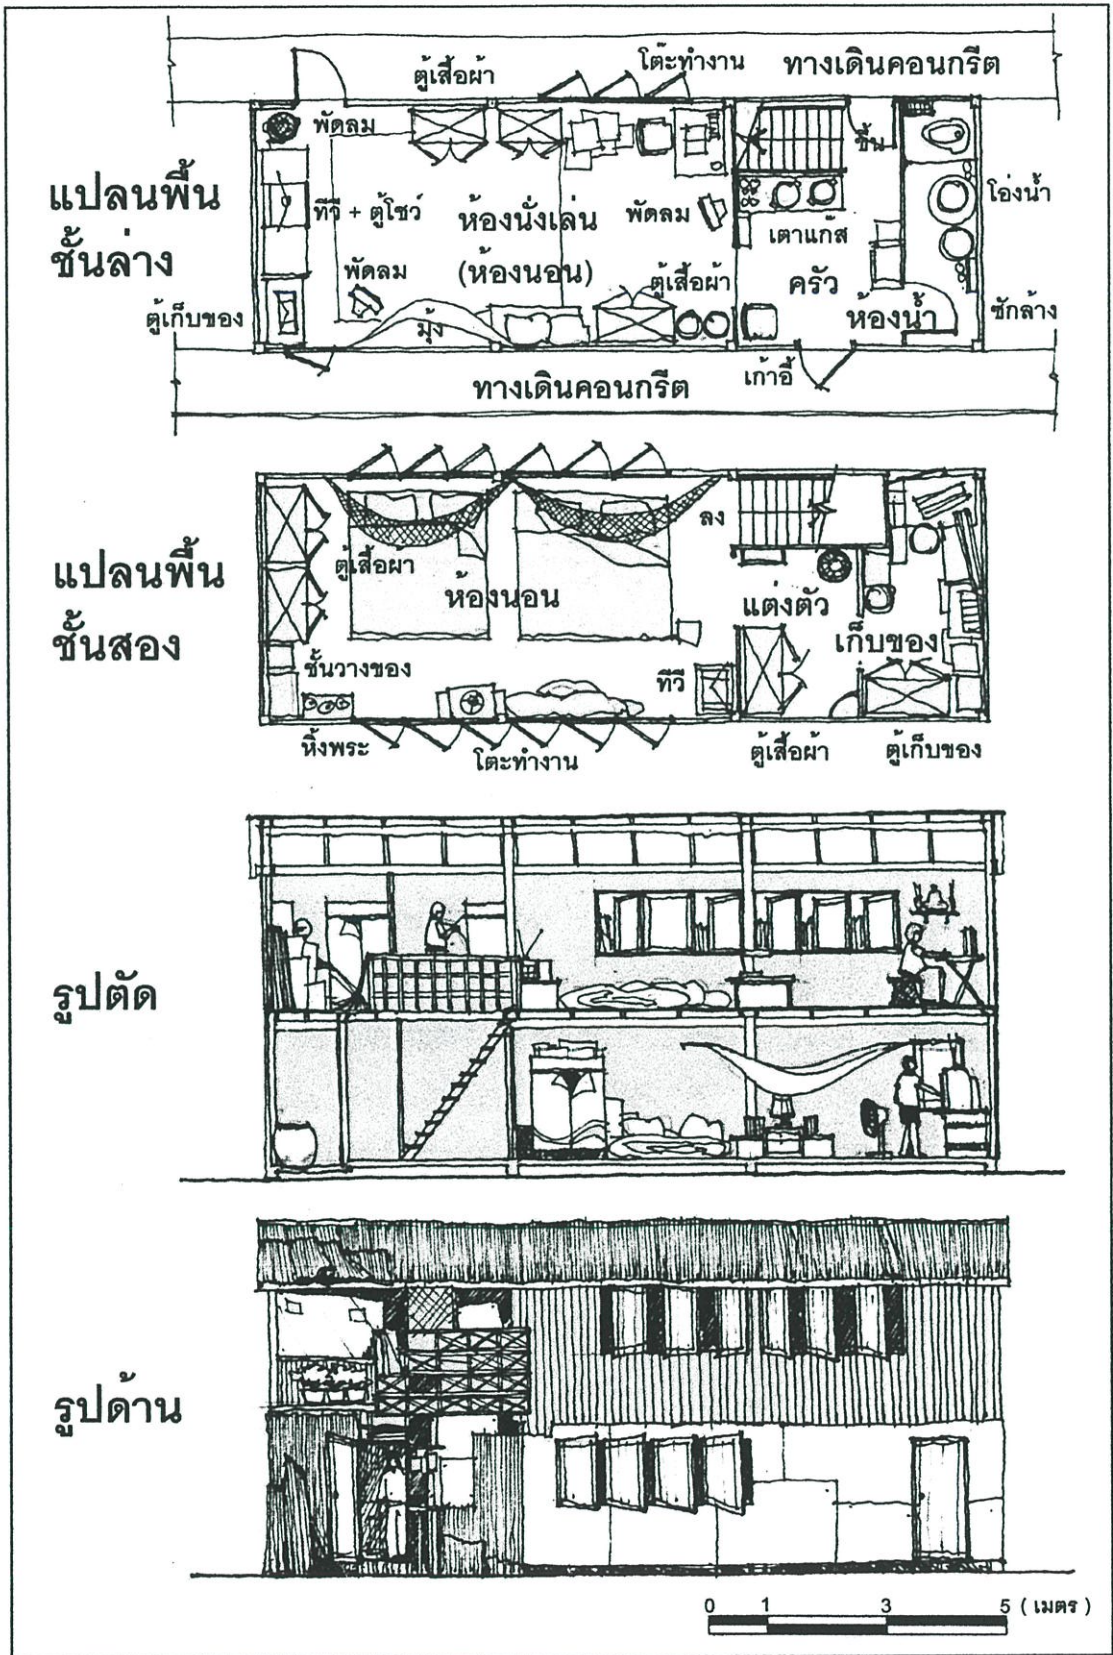 ทางเดินคอนกรีต
ตู้เสื้อผ้า
โต๊ะทำงาน
พัดลม
ขึ้น
แปลนพื้น
ชั้นล่าง
ทีวี + ตู้โชว์
ห้องนั่งเล่น
(ห้องนอน)
พัดลม
เตาแก๊ส
โอ่งน้ำ
พัดลม
ตู้เสื้อผ้า
ครัว
ตู้เก็บของ
มุ้ง
ห้องน้ำ
ซักล้าง
ทางเดินคอนกรีต
เก้าอี้
แปลนพื้น
ชั้นสอง
ลง
ตู้เสื้อผ้า
ห้องนอน
แต่งตัว
เก็บของ
ชั้นวางของ
ทีวี
หิ้งพระ
โต๊ะทำงาน
ตู้เสื้อผ้า
ตู้เก็บของ
รูปตัด
รูปด้าน
0 1 3 5 ( เมตร )